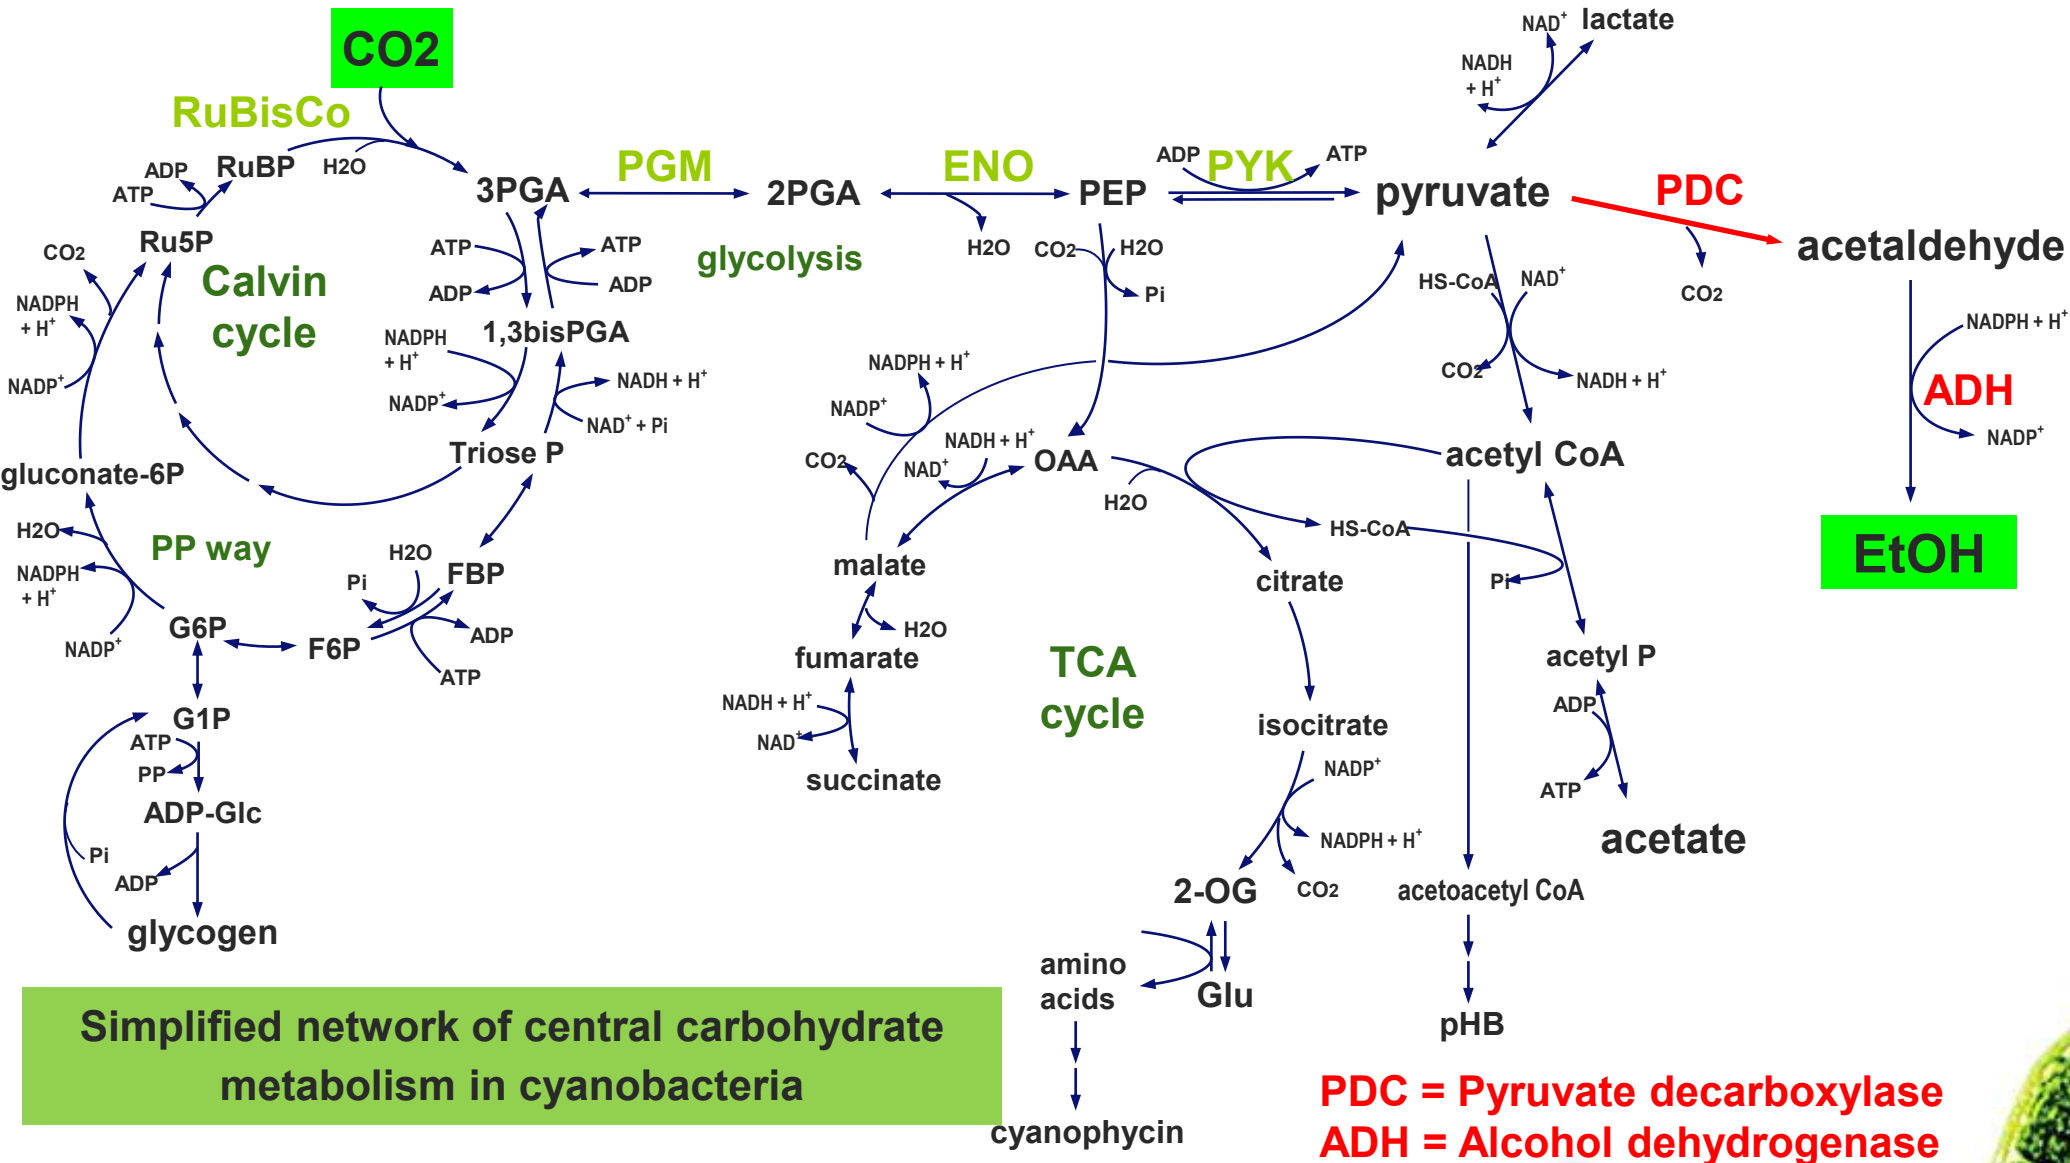 CO2
RuBisCo
RuBP
H2O
ADP
ATP
Ru5P
CO2
NADPH
+ H+
NADP+
Calvin
cycle
gluconate-6P
H2O
NADPH
+ H+
NADP+
PP way
G6P
F6P
Pi
H2O
FBP
ADP
ATP
G1P
ATP
PP
ADP-Glc
Pi
ADP
glycogen
3PGA
ATP
ADP
ATP
ADP
1,3bisPGA
NADPH
+ H+
NADP+
NADH + H+
NAD+ + Pi
Triose P
PGM
2PGA
glycolysis
ENO
H2O
PEP
ADP
PYK
ATP
pyruvate
NAD+
lactate
NADH
+ H+
PDC
CO2
acetaldehyde
NADPH + H+
ADH
NADP+
EtOH
CO2
H2O
Pi
HS-CoA
NAD+
CO2
NADH + H+
NADPH + H+
NADP+
CO2
NADH + H+
NAD+
OAA
H2O
acetyl CoA
HS-CoA
Pi
malate
H2O
fumarate
NADH + H+
NAD+
succinate
TCA
cycle
citrate
isocitrate
NADP+
NADPH + H+
CO2
2-OG
amino
acids
Glu
cyanophycin
acetyl P
ADP
ATP
acetate
acetoacetyl CoA
pHB
Simplified network of central carbohydrate
metabolism in cyanobacteria
PDC = Pyruvate decarboxylase
ADH = Alcohol dehydrogenase